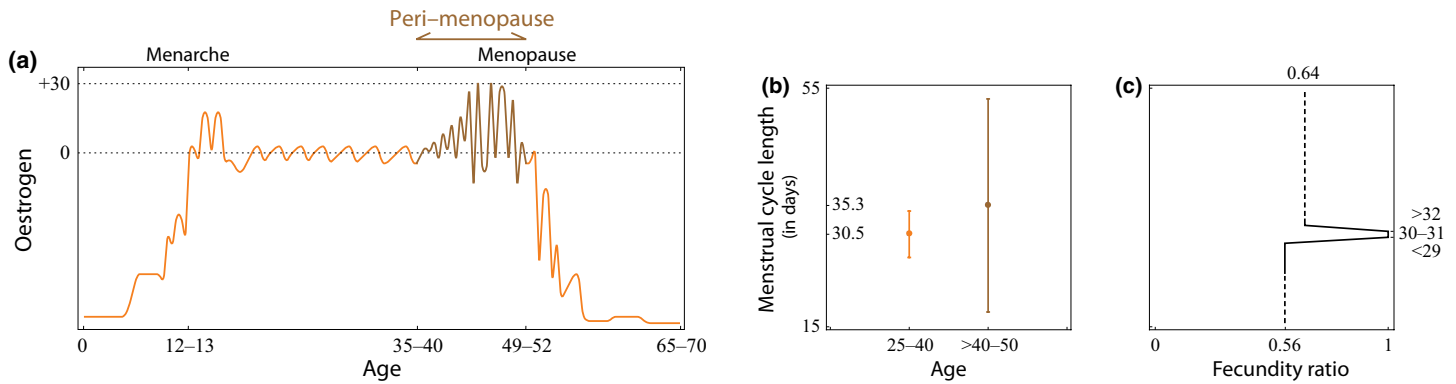 Peri–menopause
(a)
Menarche
Menopause
+30
0
Oestrogen
0
12–13
35–40
49–52
65–70
Age
(b)
55
Menstrual cycle length
(in days)
35.3
30.5
15
25–40
>40–50
Age
(c)
0.64
>32
30–31
<29
0
0.56
1
Fecundity ratio